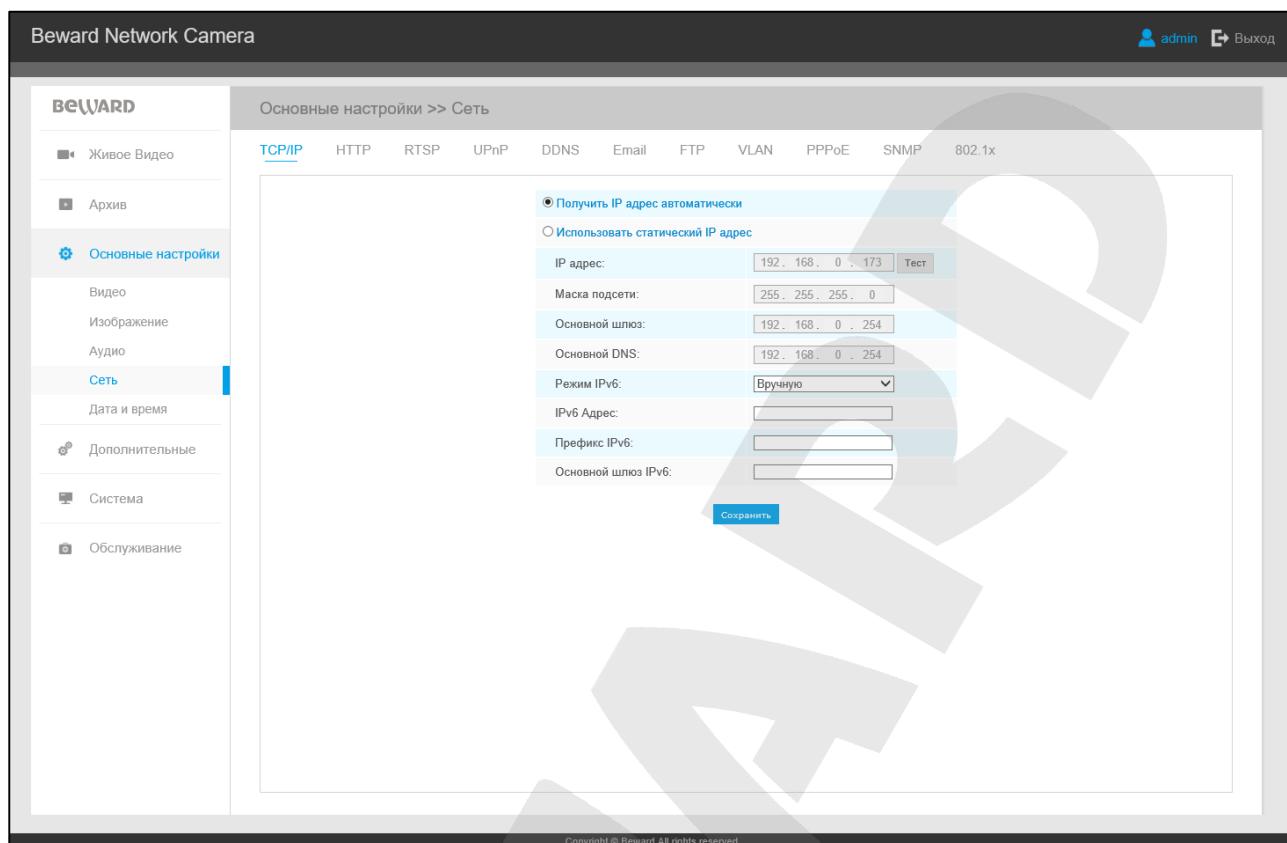 Beward Network Camera
admin Выход
BEWARD
Основные настройки >> Сеть
Живое Видео
Архив
Основные настройки
Видео
Изображение
Аудио
Сеть
Дата и время
Дополнительные
Система
Обслуживание
TCP/IP HTTP RTSP UPnP DDNS Email FTP VLAN PPPoE SNMP 802.1x
Получить IP адрес автоматически
Использовать статический IP адрес
IP адрес: 192. 168. 0 . 173 Тест
Маска подсети: 255. 255. 255. 0
Основной шлюз: 192. 168. 0 . 254
Основной DNS: 192. 168. 0 . 254
Режим IPv6: Вручную
IPv6 Адрес:
Префикс IPv6:
Основной шлюз IPv6:
Сохранить
Copyright © Beward All rights reserved